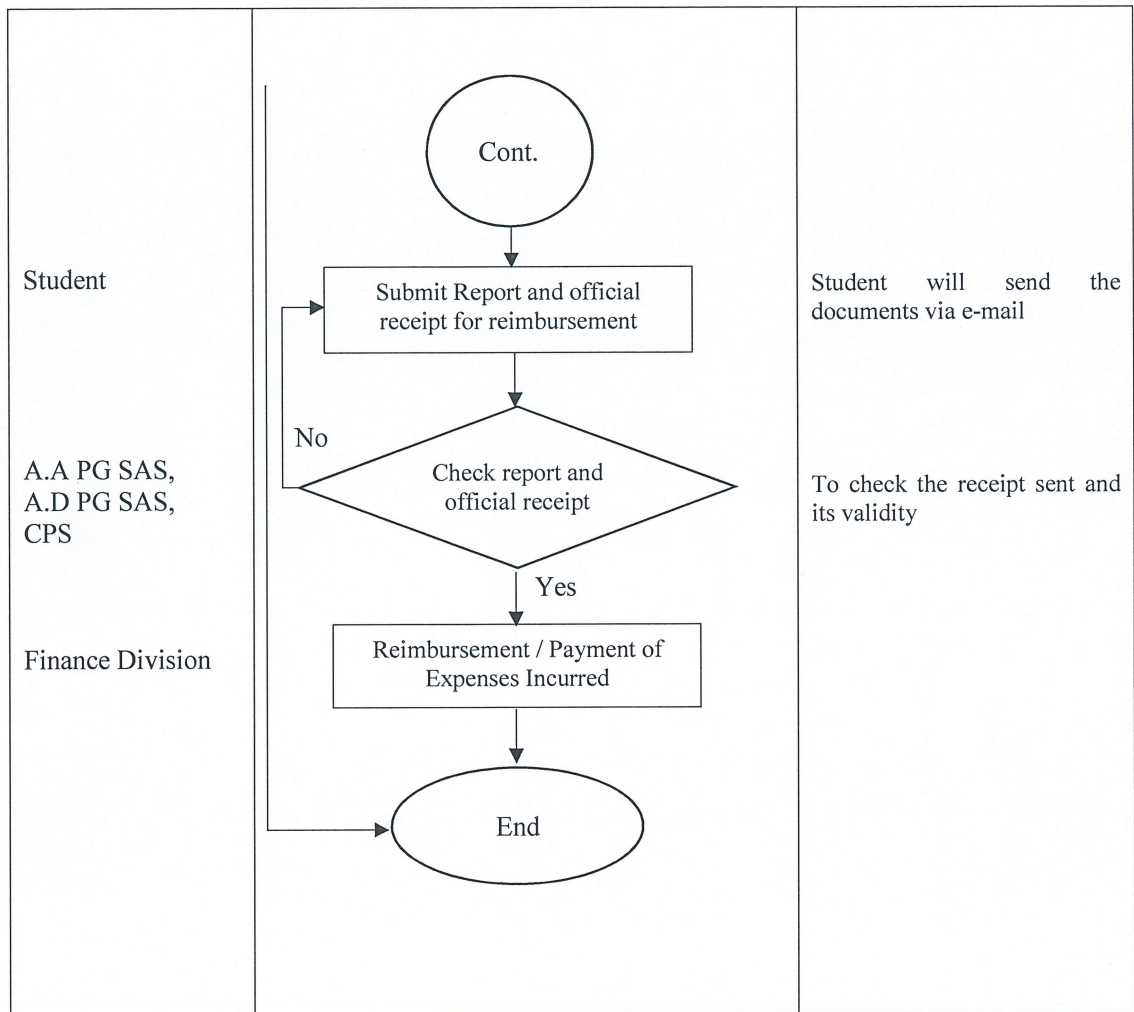 Cont.
Student
Submit Report and official
receipt for reimbursement
Student will send the
documents via e-mail
No
A.A PG SAS,
A.D PG SAS,
CPS
Check report and
official receipt
To check the receipt sent and
its validity
Yes
Finance Division
Reimbursement / Payment of
Expenses Incurred
End